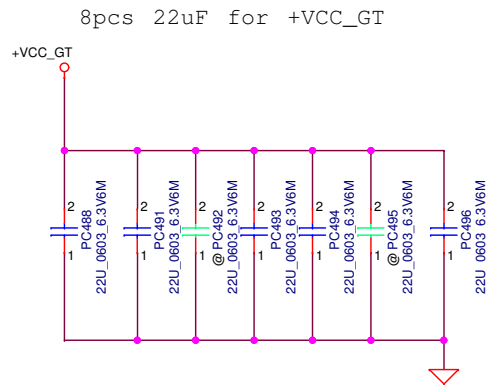 8pcs 22uF for +VCC_GT
+VCC_GT
2
1
PC488
22U_0603_6.3V6M
2
1
PC491
22U_0603_6.3V6M
2
1
@PC492
22U_0603_6.3V6M
2
1
PC493
22U_0603_6.3V6M
2
1
PC494
22U_0603_6.3V6M
2
1
@PC495
22U_0603_6.3V6M
2
1
PC496
22U_0603_6.3V6M